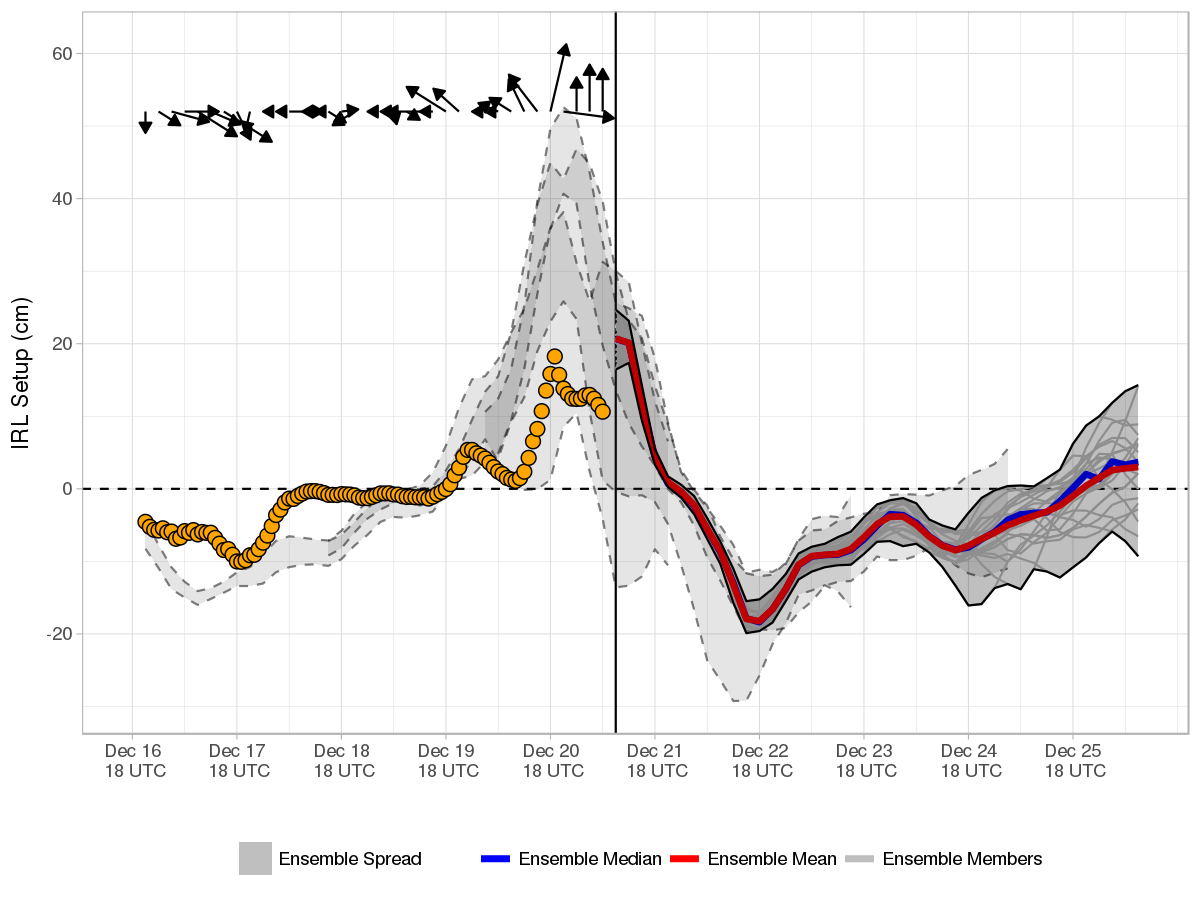 60
40
20
0
-20
IRL Setup (cm)
Dec 16 Dec 17 Dec 18 Dec 19 Dec 20 Dec 21 Dec 22 Dec 23 Dec 24 Dec 25
18 UTC 18 UTC 18 UTC 18 UTC 18 UTC 18 UTC 18 UTC 18 UTC 18 UTC 18 UTC
Ensemble Spread Ensemble Median Ensemble Mean Ensemble Members